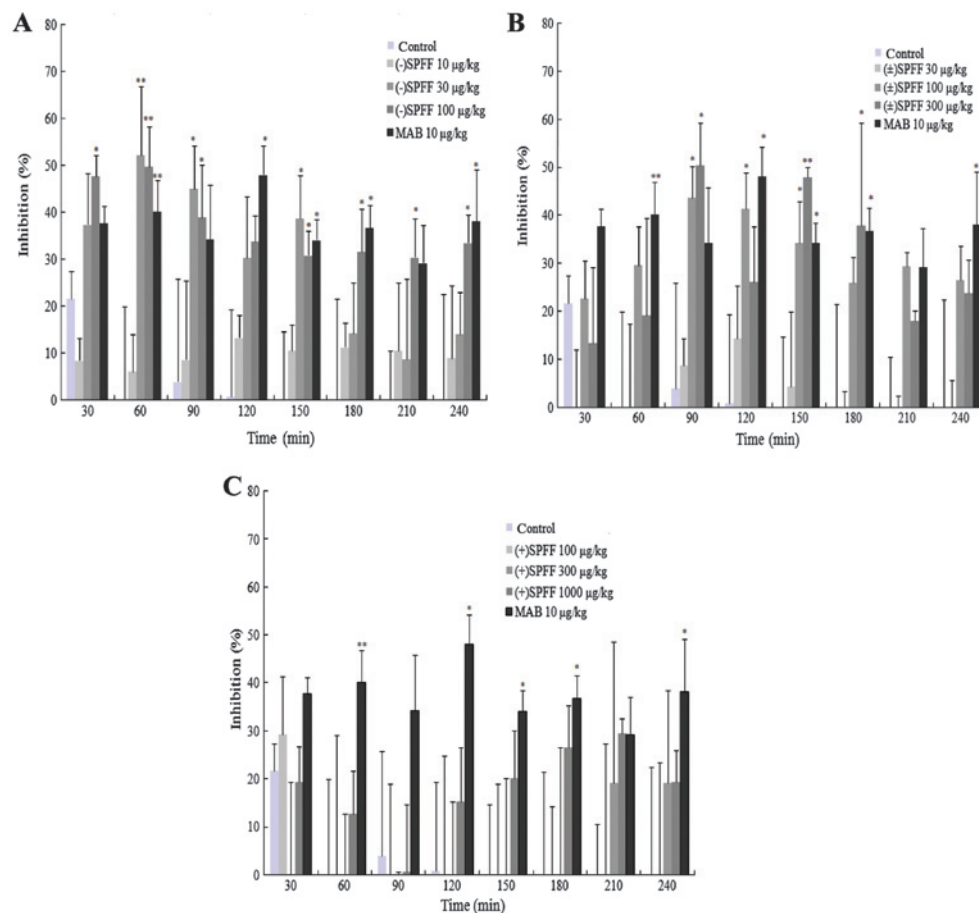 A
80
70
60
50
40
30
20
10
0
Inhibition (%)
Control
(-)SPFF 10 µg/kg
(-)SPFF 30 µg/kg
(-)SPFF 100 µg/kg
MAB 10 µg/kg
* ** ** ** * * * * * * * * * * *
30 60 90 120 150 180 210 240
Time (min)
B
80
70
60
50
40
30
20
10
0
Inhibition (%)
Control
(±)SPFF 30 µg/kg
(±)SPFF 100 µg/kg
(±)SPFF 300 µg/kg
MAB 10 µg/kg
** * * * * * ** * * * *
30 60 90 120 150 180 210 240
Time (min)
C
80
70
60
50
40
30
20
10
0
Inhibition (%)
Control
(+)SPFF 100 µg/kg
(+)SPFF 300 µg/kg
(+)SPFF 1000 µg/kg
MAB 10 µg/kg
** * * * *
30 60 90 120 150 180 210 240
Time (min)